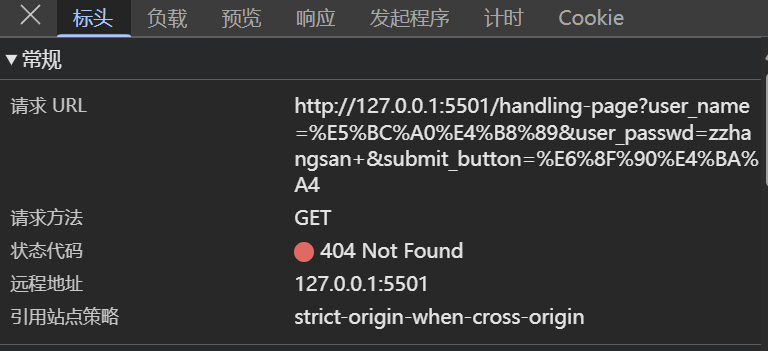 标头 负载 预览 响应 发起程序 计时 Cookie
常规
请求 URL http://127.0.0.1:5501/handling-page?user_name
=%E5%BC%A0%E4%B8%89&user_passwd=zzha
ngsan+&submit_button=%E6%8F%90%E4%BA%
A4
请求方法 GET
状态代码 404 Not Found
远程地址 127.0.0.1:5501
引用站点策略 strict-origin-when-cross-origin